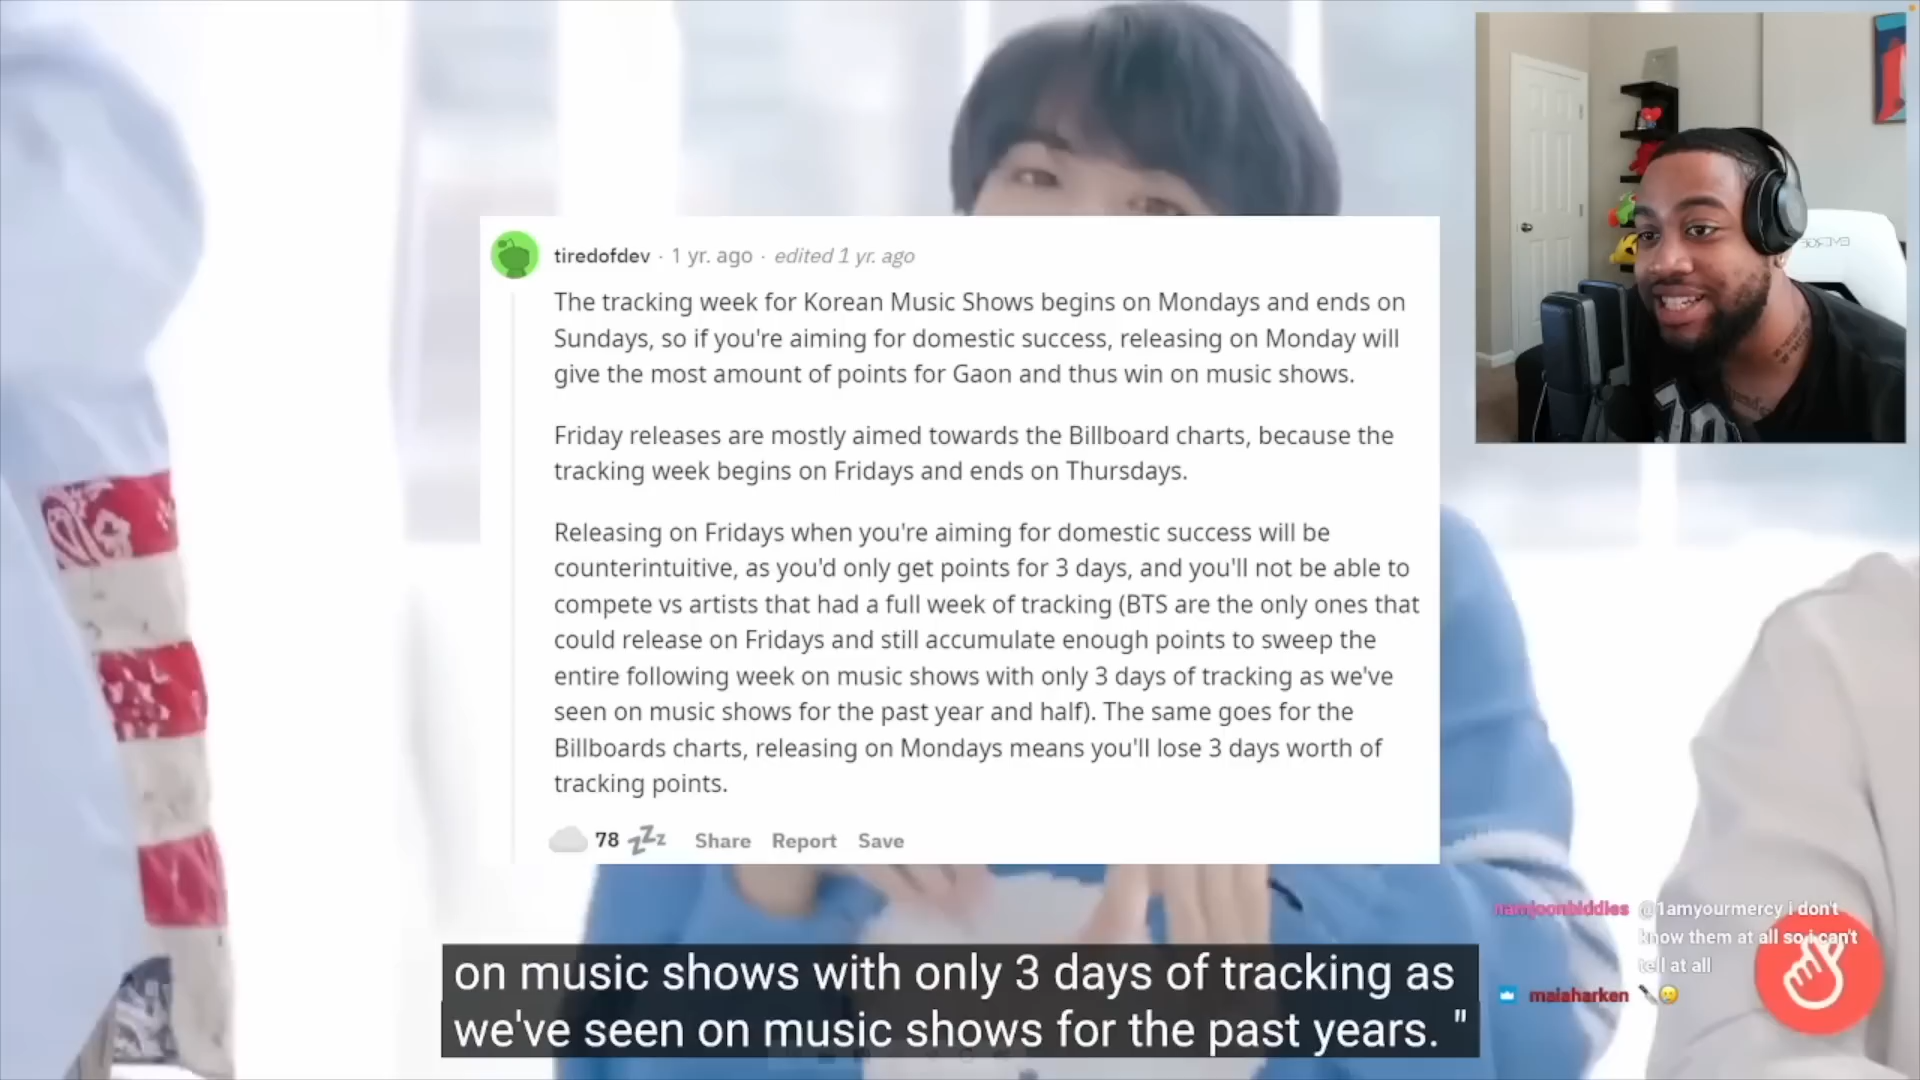 tiredofdev · 1 yr. ago · edited 1 yr. ago
The tracking week for Korean Music Shows begins on Mondays and ends on
Sundays, so if you're aiming for domestic success, releasing on Monday will
give the most amount of points for Gaon and thus win on music shows.
Friday releases are mostly aimed towards the Billboard charts, because the
tracking week begins on Fridays and ends on Thursdays.
Releasing on Fridays when you're aiming for domestic success will be
counterintuitive, as you'd only get points for 3 days, and you'll not be able to
compete vs artists that had a full week of tracking (BTS are the only ones that
could release on Fridays and still accumulate enough points to sweep the
entire following week on music shows with only 3 days of tracking as we've
seen on music shows for the past year and half). The same goes for the
Billboards charts, releasing on Mondays means you'll lose 3 days worth of
tracking points.
78 Share Report Save
on music shows with only 3 days of tracking as
we've seen on music shows for the past years. "
namjoonbiddies @1amyourmercy i don't
know them at all so i can't
tell at all
maiaharken